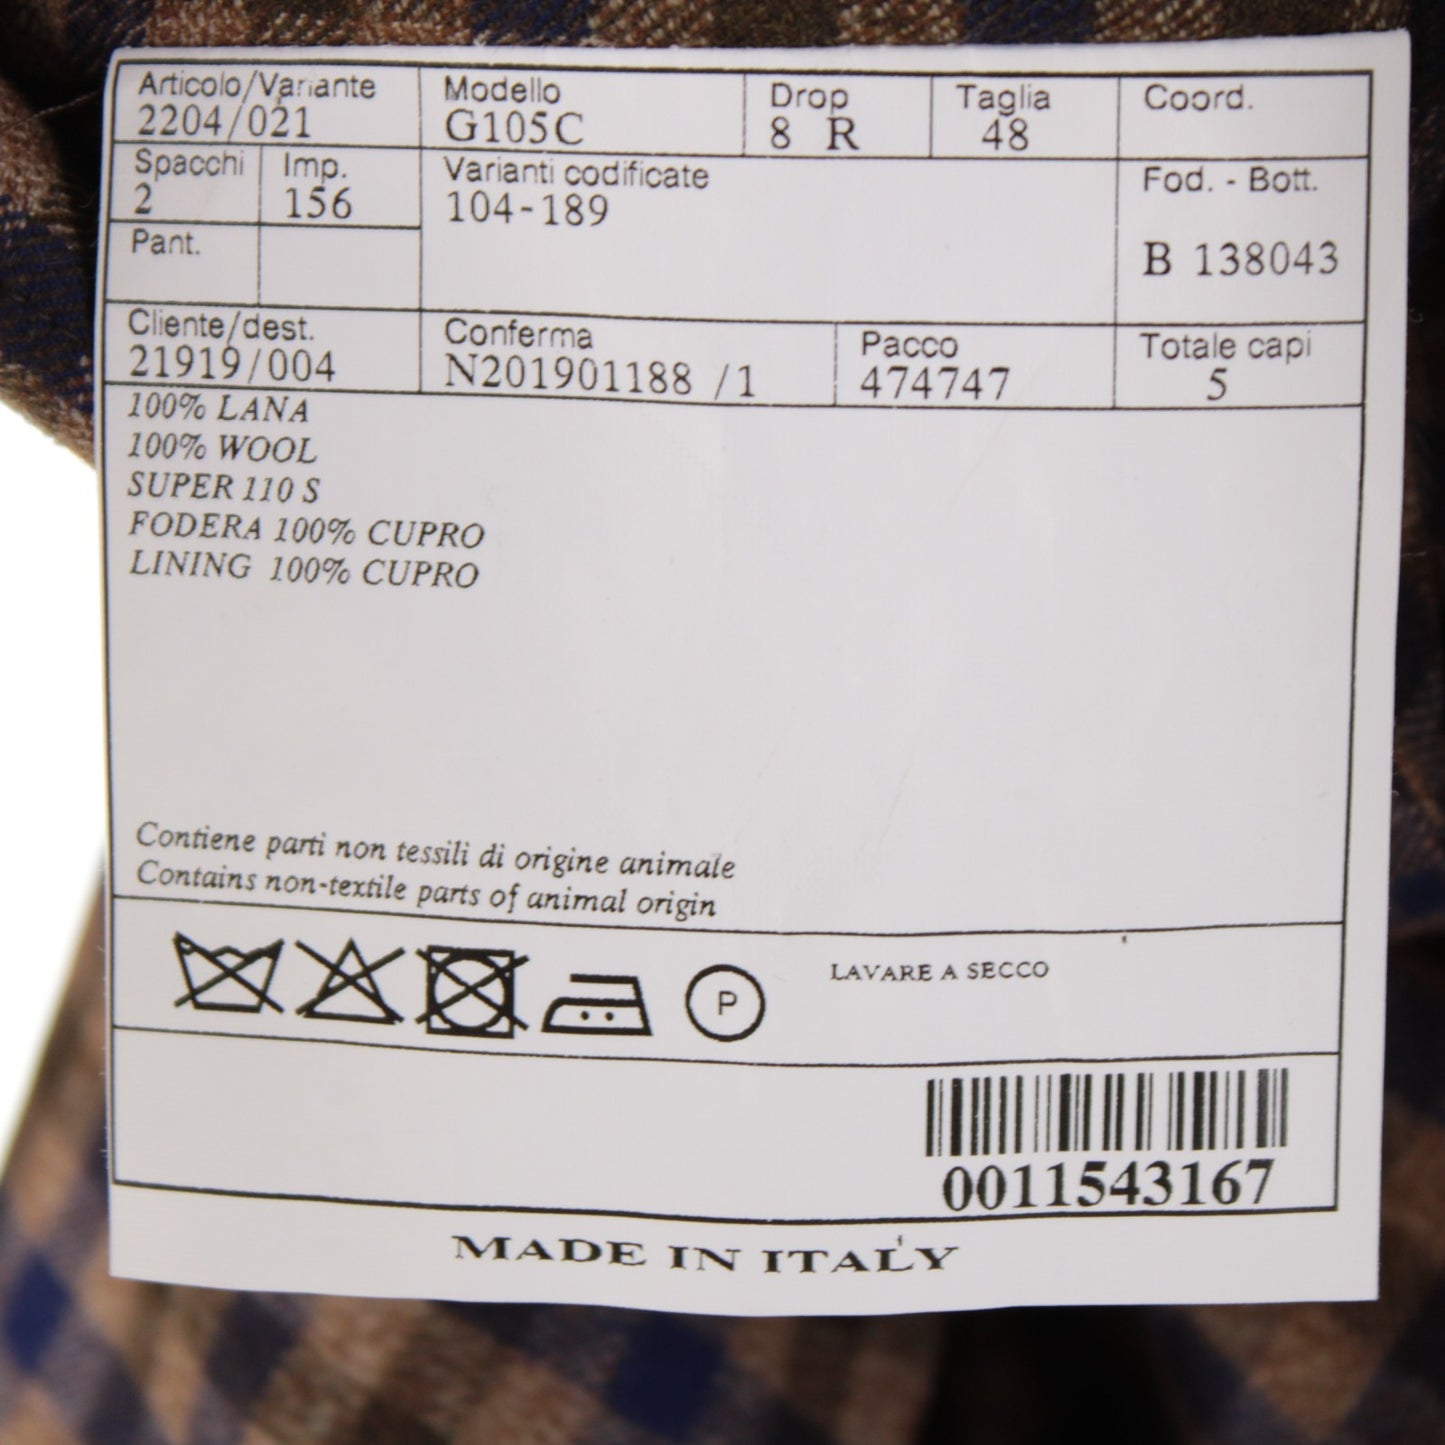 Articolo/Variante Modello Drop Taglia Coord.
2204/021 G105C 8 R 48
Spacchi Imp. Varianti codificate Fod. - Bott.
2 156 104-189
Pant. B 138043
Cliente/dest. Conferma Pacco Totale capi
21919/004 N201901188 /1 474747 5
100% LANA
100% WOOL
SUPER 110 S
FODERA 100% CUPRO
LINING 100% CUPRO
Contiene parti non tessili di origine animale
Contains non-textile parts of animal origin
P LAVARE A SECCO
0011543167
MADE IN ITALY